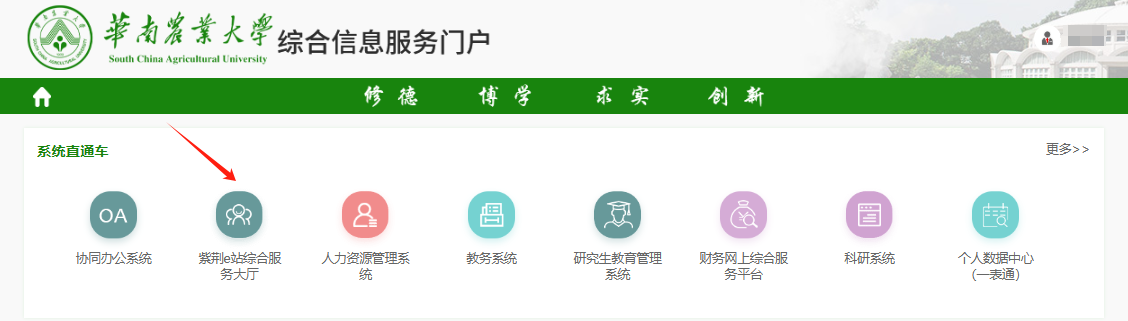 華南農業大學
South China Agricultural University
综合信息服务门户
修德 博学 求实 创新
系统直通车
更多>>
OA
协同办公系统
紫荆e站综合服
务大厅
人力资源管理系
统
教务系统
研究生教育管理
系统
财务网上综合服
务平台
科研系统
个人数据中心
（一表通）